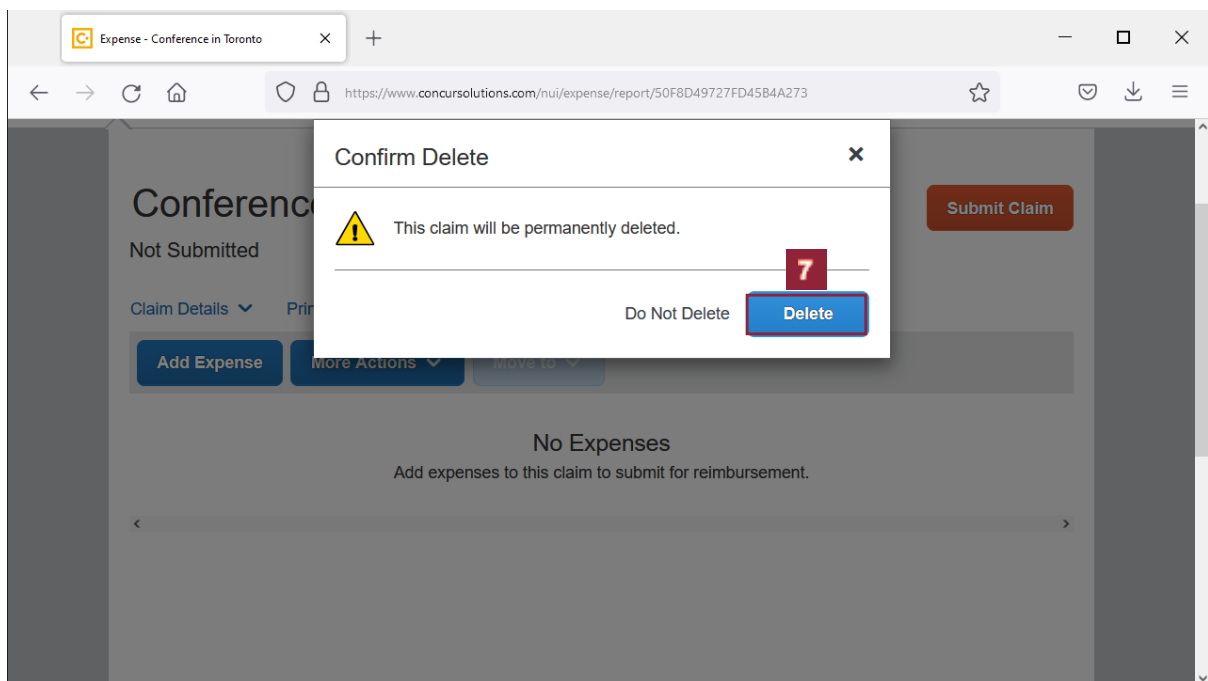 Expense - Conference in Toronto
https://www.concursolutions.com/nui/expense/report/50F8D49727FD45B4A273
Confirm Delete
Conferenc
Submit Claim
This claim will be permanently deleted.
Not Submitted
7
Claim Details Prin
Do Not Delete Delete
Add Expense More Actions Move to
No Expenses
Add expenses to this claim to submit for reimbursement.